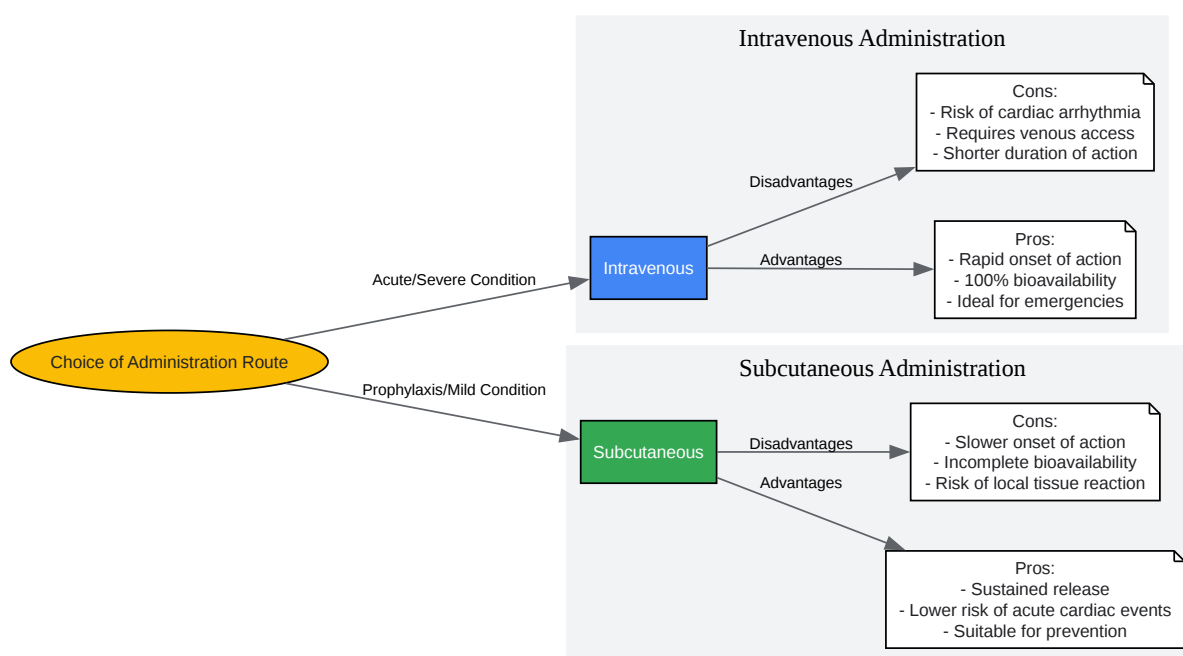 Intravenous Administration
Cons:
- Risk of cardiac arrhythmia
- Requires venous access
- Shorter duration of action
Disadvantages
Pros:
- Rapid onset of action
- 100% bioavailability
- Ideal for emergencies
Advantages
Intravenous
Acute/Severe Condition
Choice of Administration Route
Prophylaxis/Mild Condition
Subcutaneous Administration
Cons:
- Slower onset of action
- Incomplete bioavailability
- Risk of local tissue reaction
Disadvantages
Subcutaneous
Advantages
Pros:
- Sustained release
- Lower risk of acute cardiac events
- Suitable for prevention